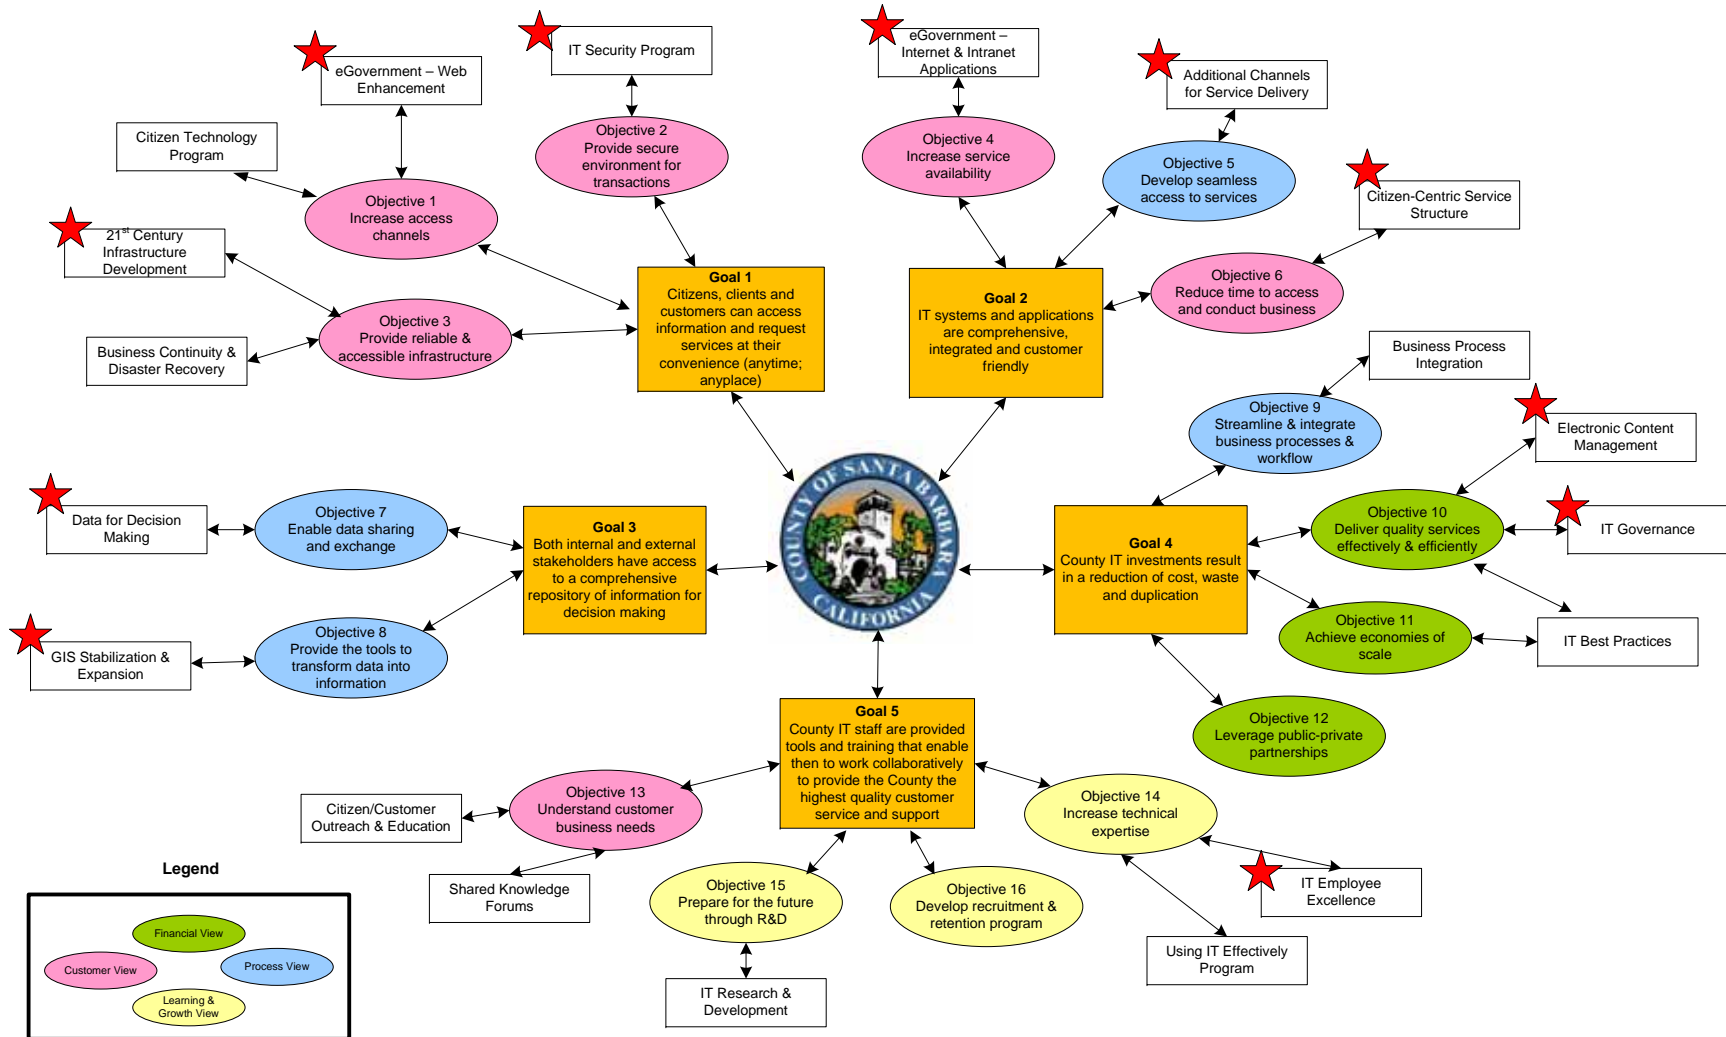 IT Security Program
eGovernment –
Internet & Intranet
Applications
eGovernment – Web
Enhancement
Additional Channels
for Service Delivery
Citizen Technology
Program
Objective 2
Provide secure
environment for
transactions
Objective 4
Increase service
availability
Objective 5
Develop seamless
access to services
Citizen-Centric Service
Structure
Objective 1
Increase access
channels
21st Century
Infrastructure
Development
Goal 1
Citizens, clients and
customers can access
information and request
services at their
convenience (anytime;
anyplace)
Goal 2
IT systems and applications
are comprehensive,
integrated and customer
friendly
Objective 6
Reduce time to access
and conduct business
Objective 3
Provide reliable &
accessible infrastructure
Business Continuity &
Disaster Recovery
Business Process
Integration
Objective 9
Streamline & integrate
business processes &
workflow
Electronic Content
Management
COUNTY OF SANTA BARBARA
CALIFORNIA
Data for Decision
Making
Objective 7
Enable data sharing
and exchange
Goal 3
Both internal and external
stakeholders have access
to a comprehensive
repository of information for
decision making
Goal 4
County IT investments result
in a reduction of cost, waste
and duplication
Objective 10
Deliver quality services
effectively & efficiently
IT Governance
Objective 8
Provide the tools to
transform data into
information
GIS Stabilization &
Expansion
Objective 11
Achieve economies of
scale
IT Best Practices
Objective 12
Leverage public-private
partnerships
Goal 5
County IT staff are provided
tools and training that enable
then to work collaboratively
to provide the County the
highest quality customer
service and support
Objective 13
Understand customer
business needs
Citizen/Customer
Outreach & Education
Shared Knowledge
Forums
Objective 14
Increase technical
expertise
IT Employee
Excellence
Objective 15
Prepare for the future
through R&D
Objective 16
Develop recruitment &
retention program
Using IT Effectively
Program
IT Research &
Development
Legend
Financial View
Customer View
Process View
Learning &
Growth View